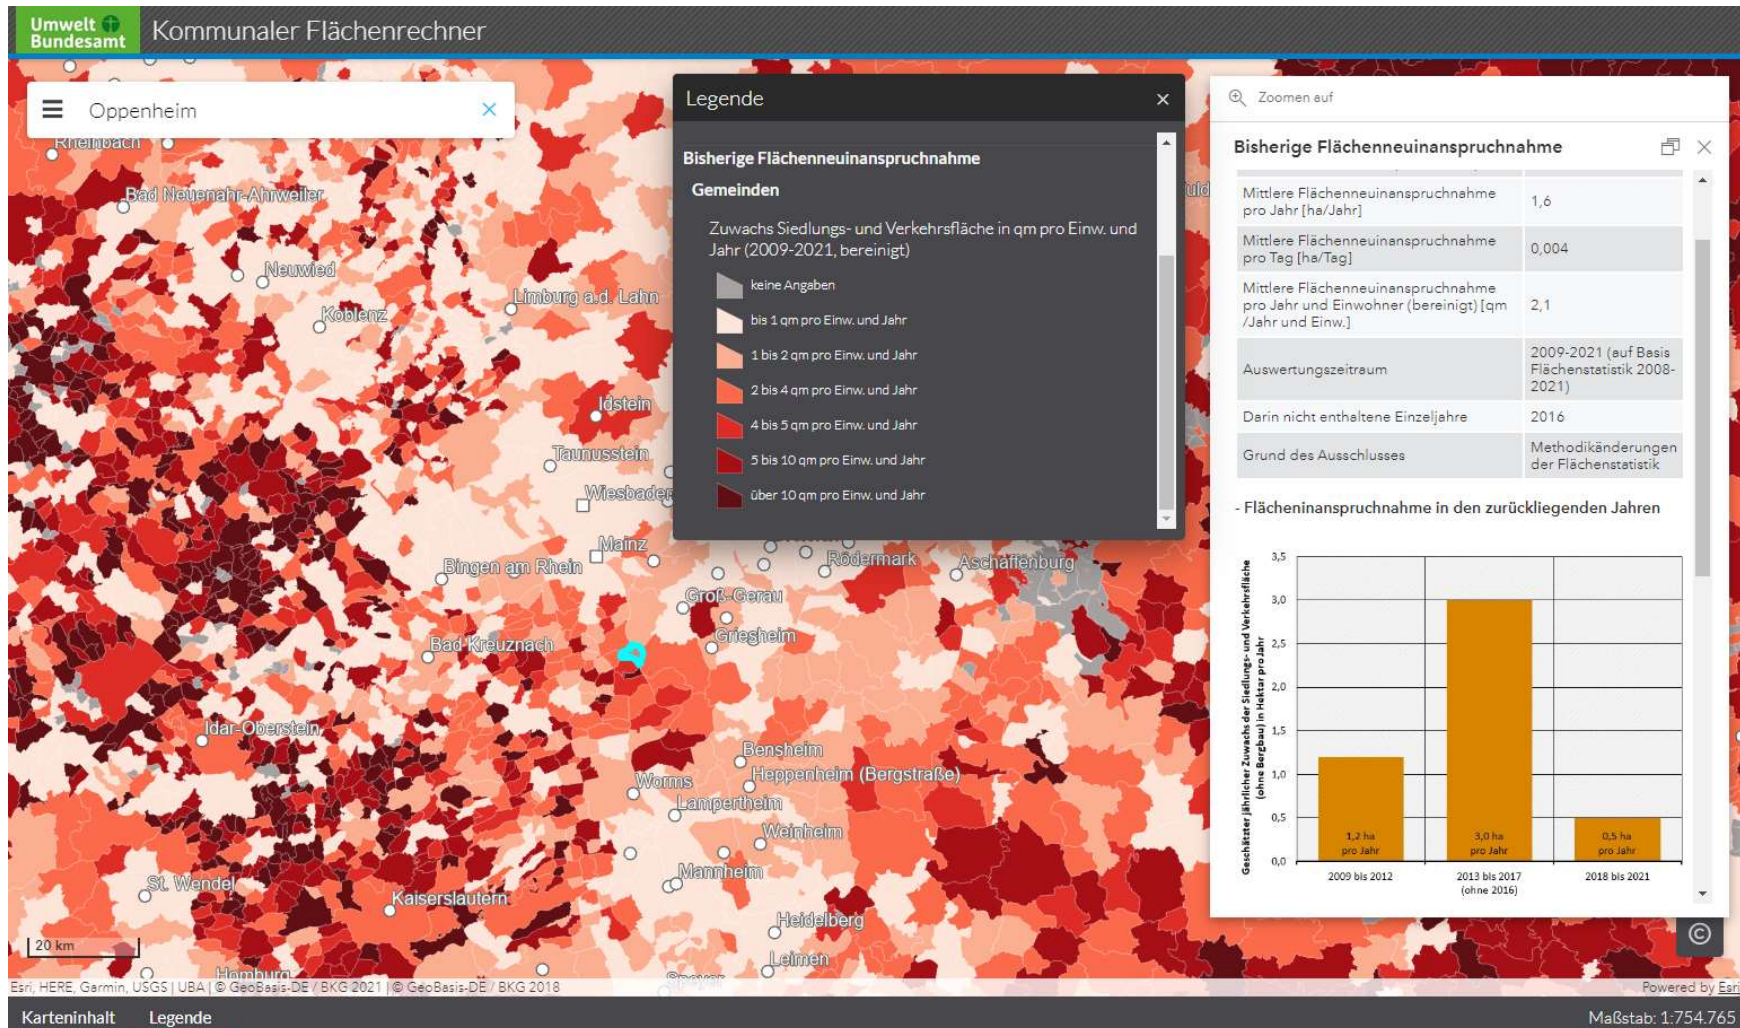 Umwelt
Bundesamt
Kommunaler Flächenrechner
Oppenheim
Legende
Bisherige Flächenneuinanspruchnahme
Gemeinden
Zuwachs Siedlungs- und Verkehrsfläche in qm pro Einw. und
Jahr (2009-2021, bereinigt)
keine Angaben
bis 1 qm pro Einw. und Jahr
1 bis 2 qm pro Einw. und Jahr
2 bis 4 qm pro Einw. und Jahr
4 bis 5 qm pro Einw. und Jahr
5 bis 10 qm pro Einw. und Jahr
über 10 qm pro Einw. und Jahr
Zoomen auf
Bisherige Flächenneuinanspruchnahme
Mittlere Flächenneuinanspruchnahme
pro Jahr [ha/Jahr]
1,6
Mittlere Flächenneuinanspruchnahme
pro Tag [ha/Tag]
0,004
Mittlere Flächenneuinanspruchnahme
pro Jahr und Einwohner (bereinigt) [qm
/Jahr und Einw.]
2,1
Auswertungszeitraum
2009-2021 (auf Basis
Flächenstatistik 2008-
2021)
Darin nicht enthaltene Einzeljahre
2016
Grund des Ausschlusses
Methodikänderungen
der Flächenstatistik
- Flächeninanspruchnahme in den zurückliegenden Jahren
Geschätzter jährlicher Zuwachs der Siedlungs- und Verkehrsfläche
(ohne Bergbau) in Hektar pro Jahr
3,5
3,0
2,5
2,0
1,5
1,0
0,5
0,0
1,2 ha
pro Jahr
3,0 ha
pro Jahr
0,5 ha
pro Jahr
2009 bis 2012
2013 bis 2017
(ohne 2016)
2018 bis 2021
Rheinbach
Bad Neuenahr-Ahrweiler
Neuwied
Koblenz
Limburg a.d. Lahn
Idstein
Taunusstein
Wiesbaden
Mainz
Bingen am Rhein
Rödermark
Aschaffenburg
Groß-Gerau
Griesheim
Bad Kreuznach
Idar-Oberstein
Bensheim
Heppenheim (Bergstraße)
Worms
Lampertheim
Weinheim
Mannheim
St. Wendel
Kaiserslautern
Heidelberg
Leimen
Homburg
Speyer
20 km
Esri, HERE, Garmin, USGS | UBA | © GeoBasis-DE / BKG 2021 | © GeoBasis-DE / BKG 2018
©
Powered by Esri
Karteninhalt
Legende
Maßstab: 1:754.765